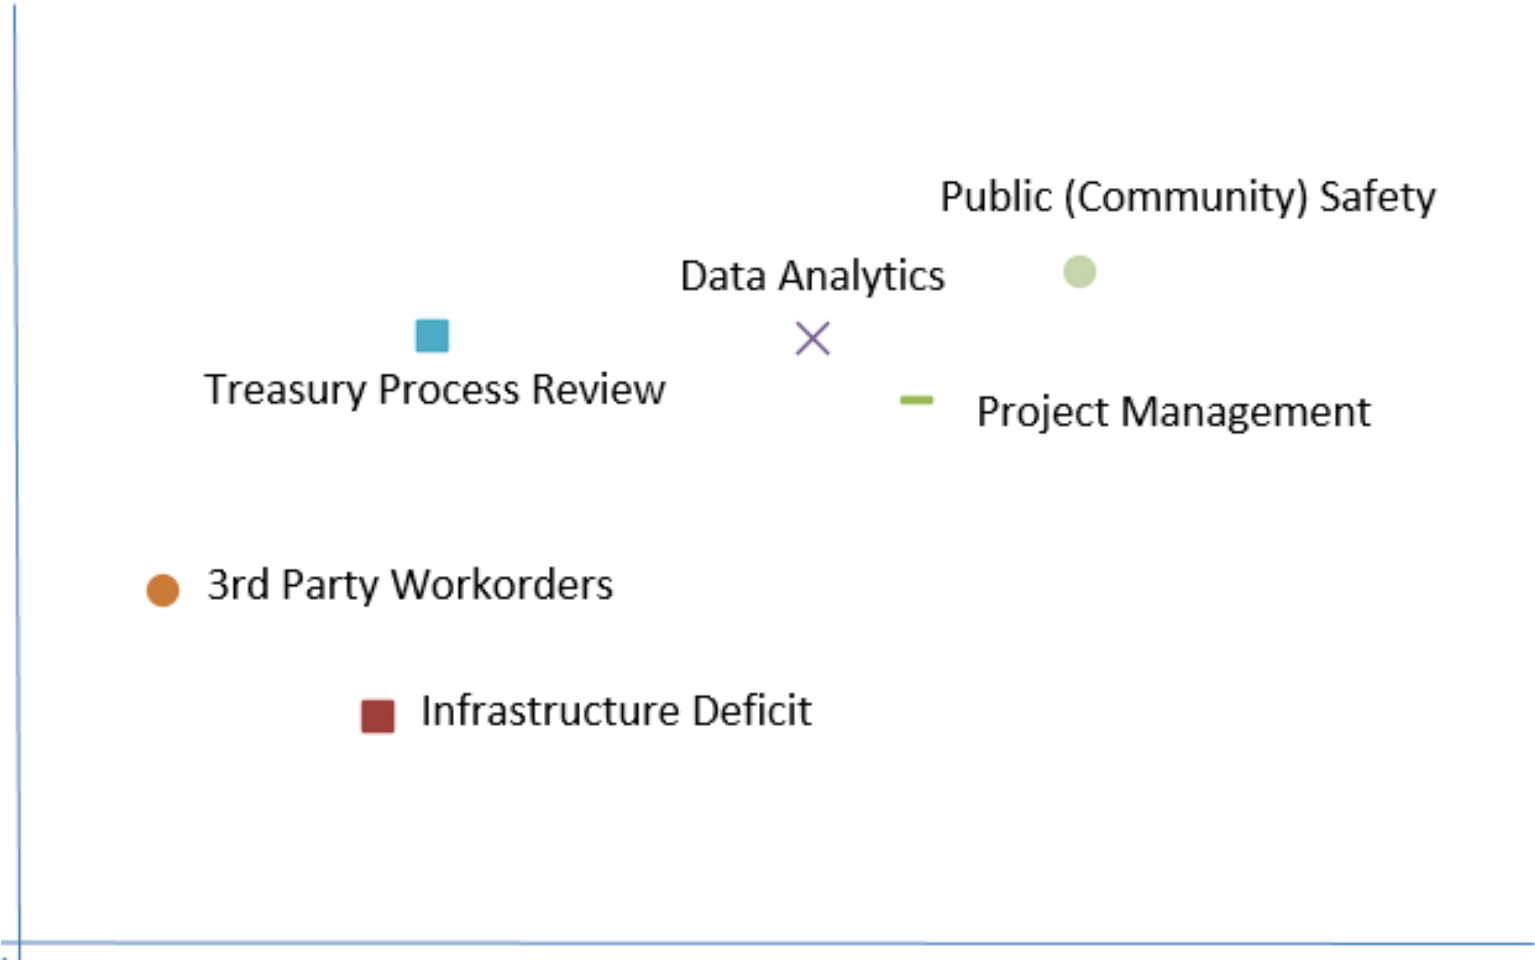 Public (Community) Safety
Data Analytics
Treasury Process Review
Project Management
3rd Party Workorders
Infrastructure Deficit